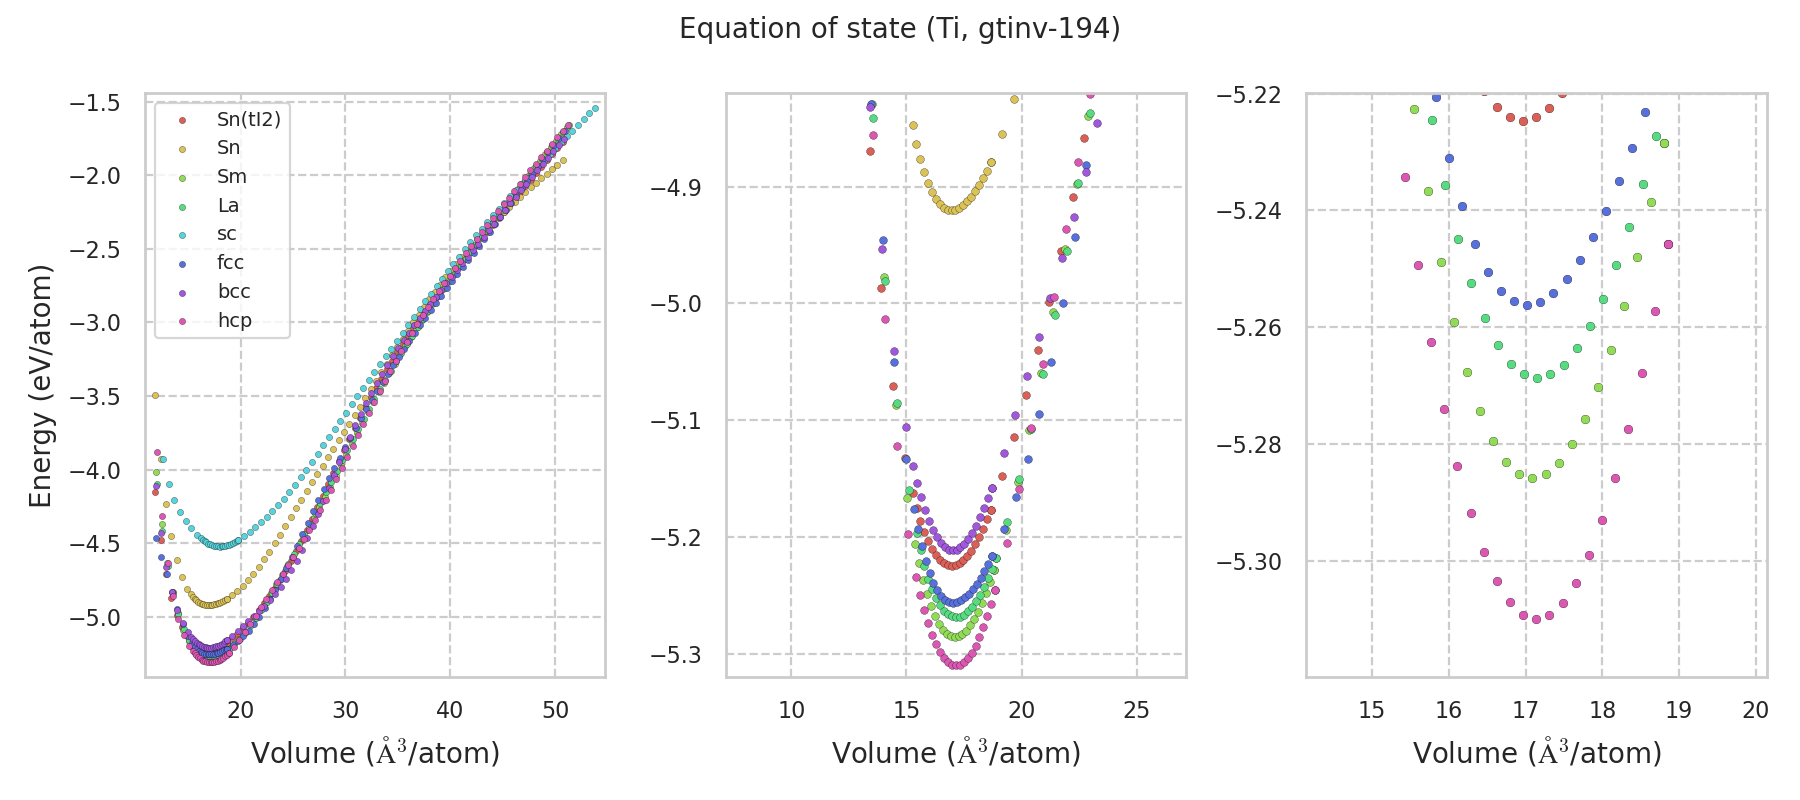 Equation of state (Ti, gtinv-194)
Energy (eV/atom)
−1.5
−2.0
−2.5
−3.0
−3.5
−4.0
−4.5
−5.0
Sn(tI2)
Sn
Sm
La
sc
fcc
bcc
hcp
20 30 40 50
Volume (Å³/atom)
−4.9
−5.0
−5.1
−5.2
−5.3
10 15 20 25
Volume (Å³/atom)
−5.22
−5.24
−5.26
−5.28
−5.30
15 16 17 18 19 20
Volume (Å³/atom)